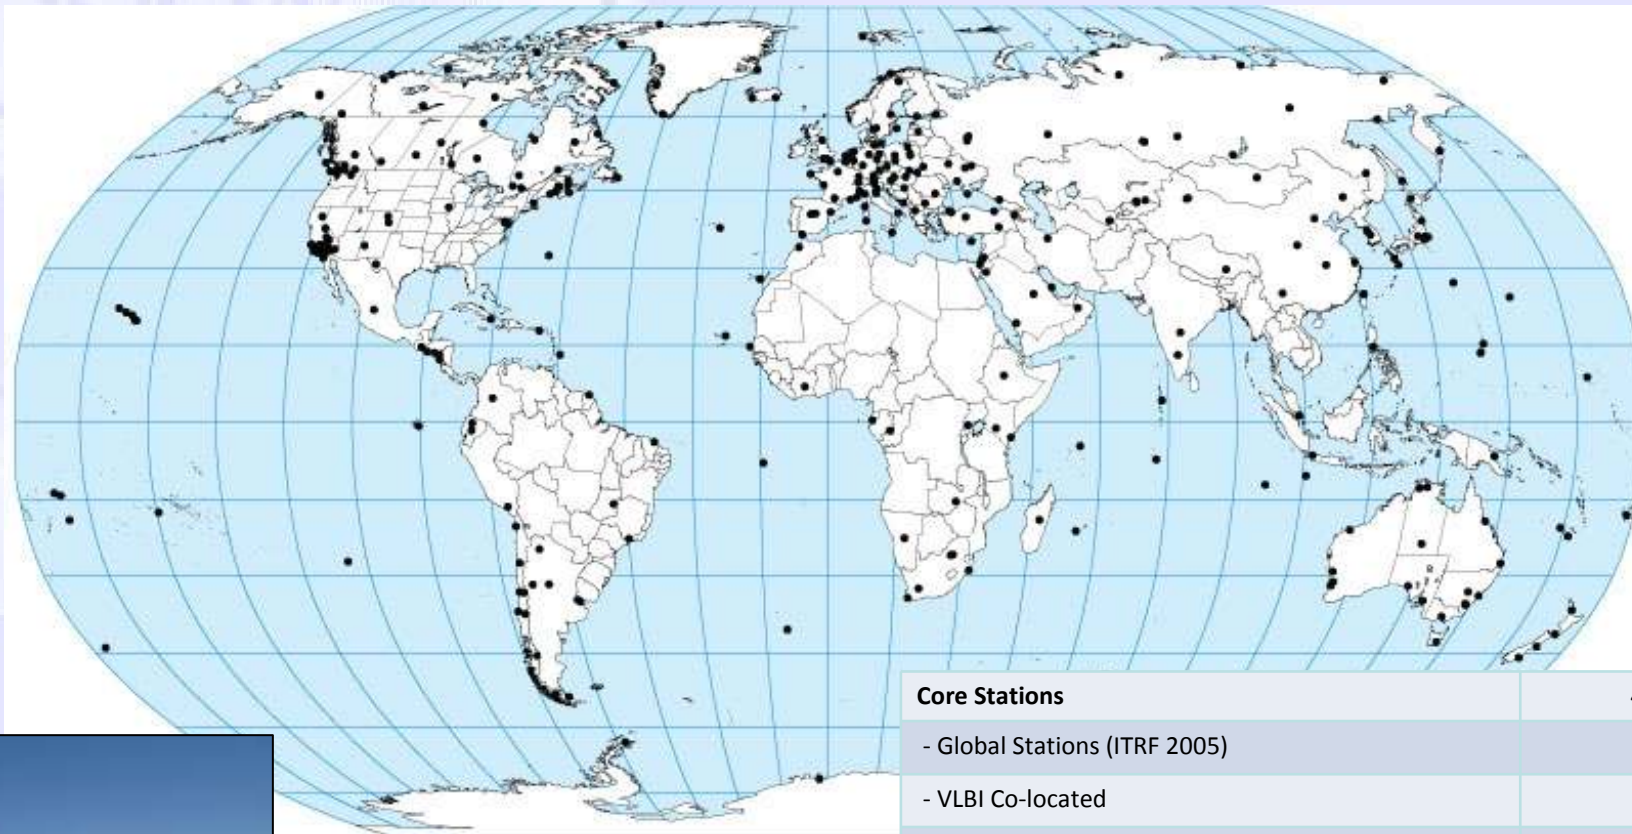 Core Stations
- Global Stations (ITRF 2005)
- VLBI Co-located